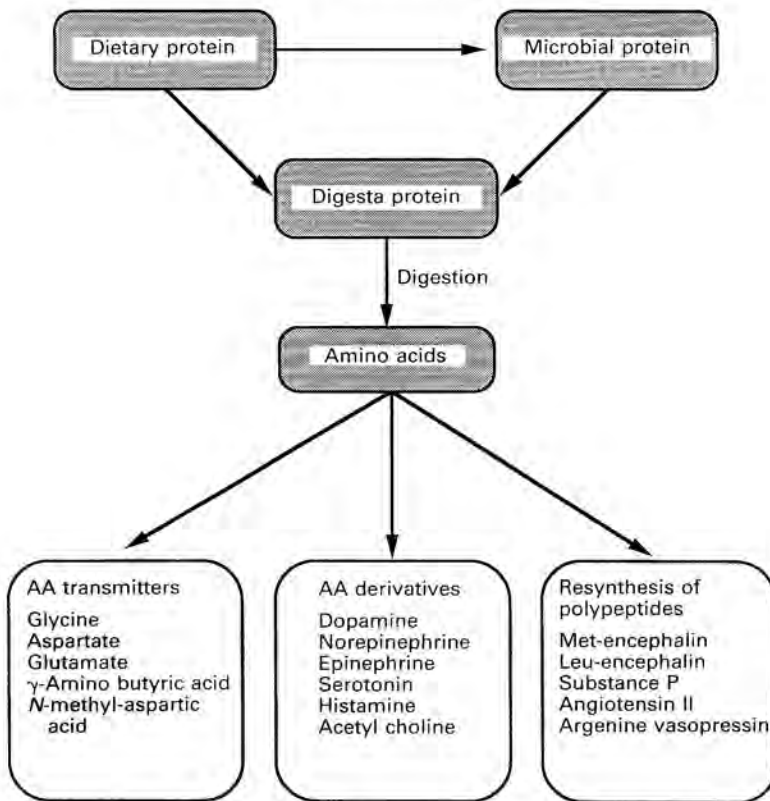 Dietary protein
Microbial protein
Digesta protein
Digestion
Amino acids
AA transmitters
Glycine
Aspartate
Glutamate
γ-Amino butyric acid
N-methyl-aspartic
acid
AA derivatives
Dopamine
Norepinephrine
Epinephrine
Serotonin
Histamine
Acetyl choline
Resynthesis of
polypeptides
Met-encephalin
Leu-encephalin
Substance P
Angiotensin II
Argenine vasopressin